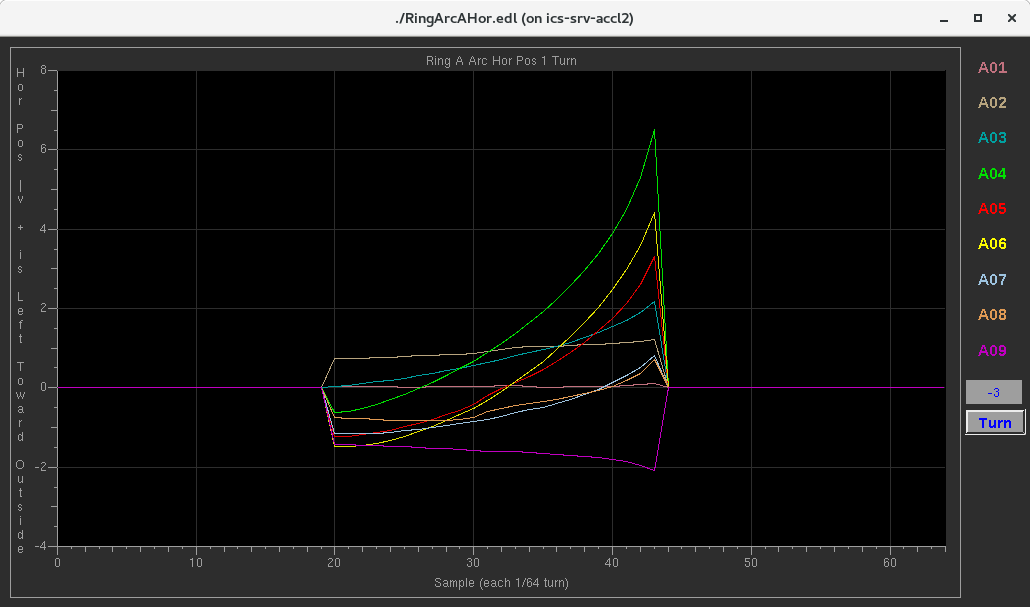 ./RingArcAHor.edl (on ics-srv-accl2)
Ring A Arc Hor Pos 1 Turn
Hor Pos |v + is Left Toward Outside
8
6
4
2
0
-2
-4
0 10 20 30 40 50 60
Sample (each 1/64 turn)
A01
A02
A03
A04
A05
A06
A07
A08
A09
-3
Turn